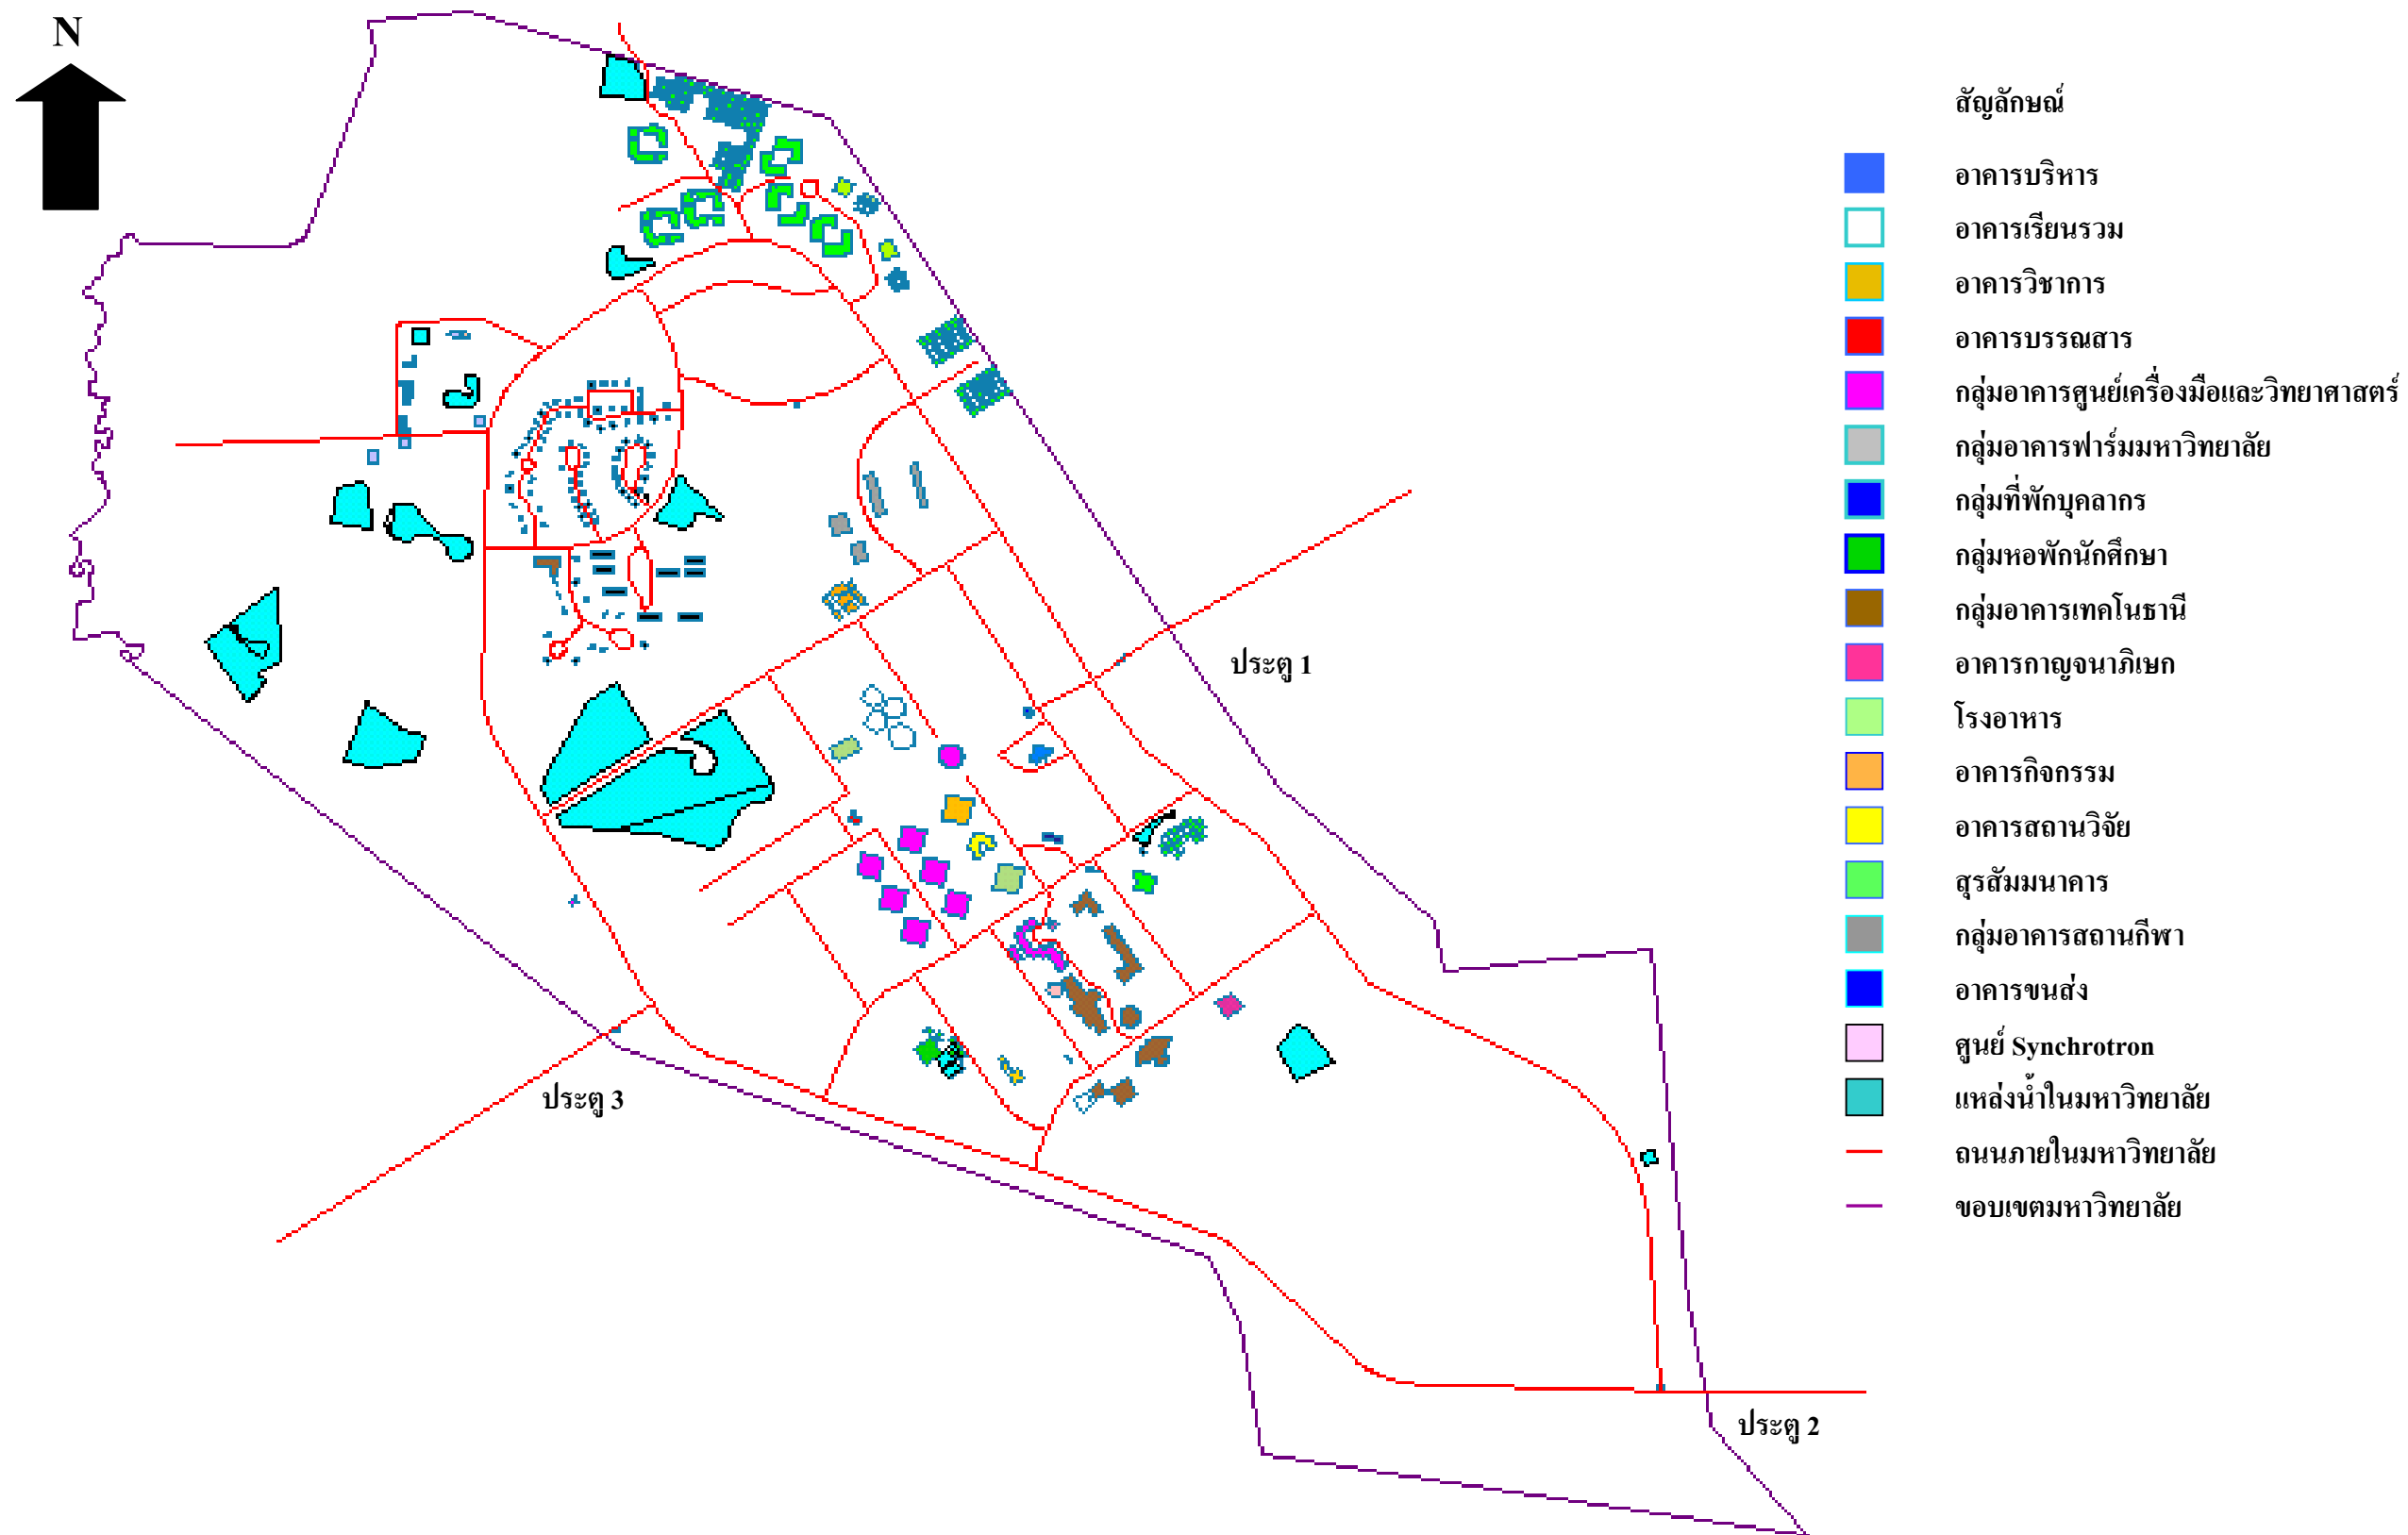 N
สัญลักษณ์
อาคารบริหาร
อาคารเรียนรวม
อาคารวิชาการ
อาคารบรรณสาร
กลุ่มอาคารศูนย์เครื่องมือและวิทยาศาสตร์
กลุ่มอาคารฟาร์มมหาวิทยาลัย
กลุ่มที่พักบุคลากร
กลุ่มหอพักนักศึกษา
กลุ่มอาคารเทคโนธานี
อาคารกาญจนาภิเษก
โรงอาหาร
อาคารกิจกรรม
อาคารสถานวิจัย
สุรสัมมนาคาร
กลุ่มอาคารสถานกีฬา
อาคารขนส่ง
ศูนย์ Synchrotron
แหล่งน้ำในมหาวิทยาลัย
ถนนภายในมหาวิทยาลัย
ขอบเขตมหาวิทยาลัย
ประตู 1
ประตู 3
ประตู 2